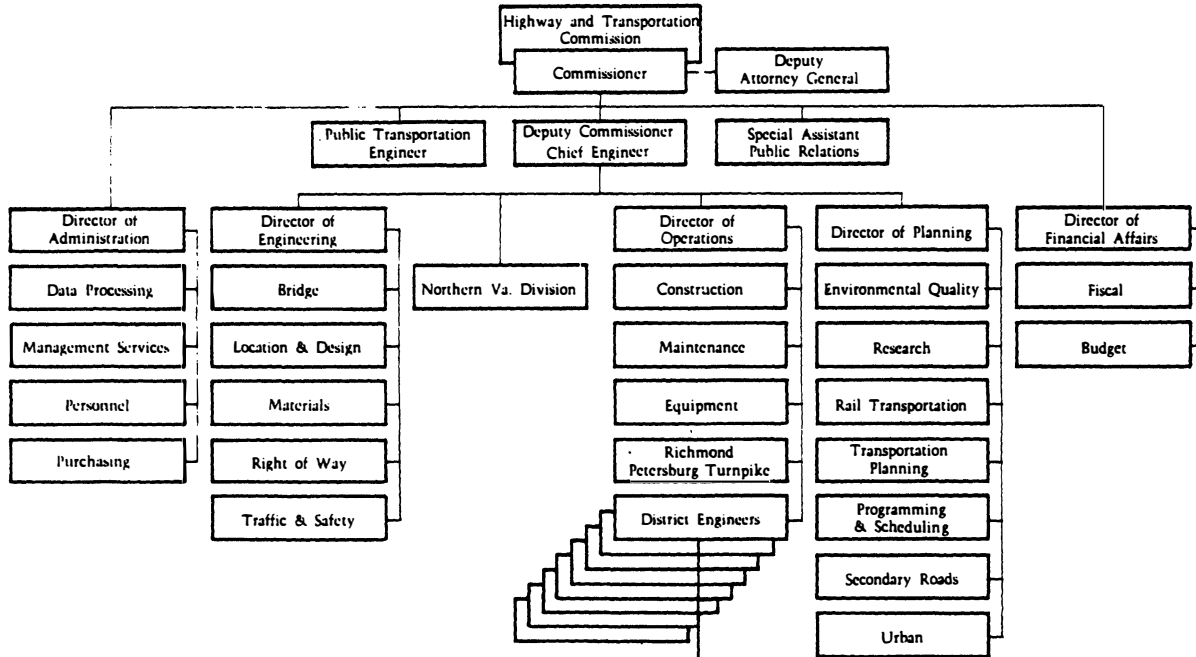 Highway and Transportation
Commission
Commissioner
Deputy
Attorney General
Public Transportation
Engineer
Deputy Commissioner
Chief Engineer
Special Assistant
Public Relations
Director of
Administration
Data Processing
Management Services
Personnel
Purchasing
Director of
Engineering
Bridge
Location & Design
Materials
Right of Way
Traffic & Safety
Northern Va. Division
Director of
Operations
Construction
Maintenance
Equipment
Richmond
Petersburg Turnpike
District Engineers
Director of Planning
Environmental Quality
Research
Rail Transportation
Transportation
Planning
Programming
& Scheduling
Secondary Roads
Urban
Director of
Financial Affairs
Fiscal
Budget